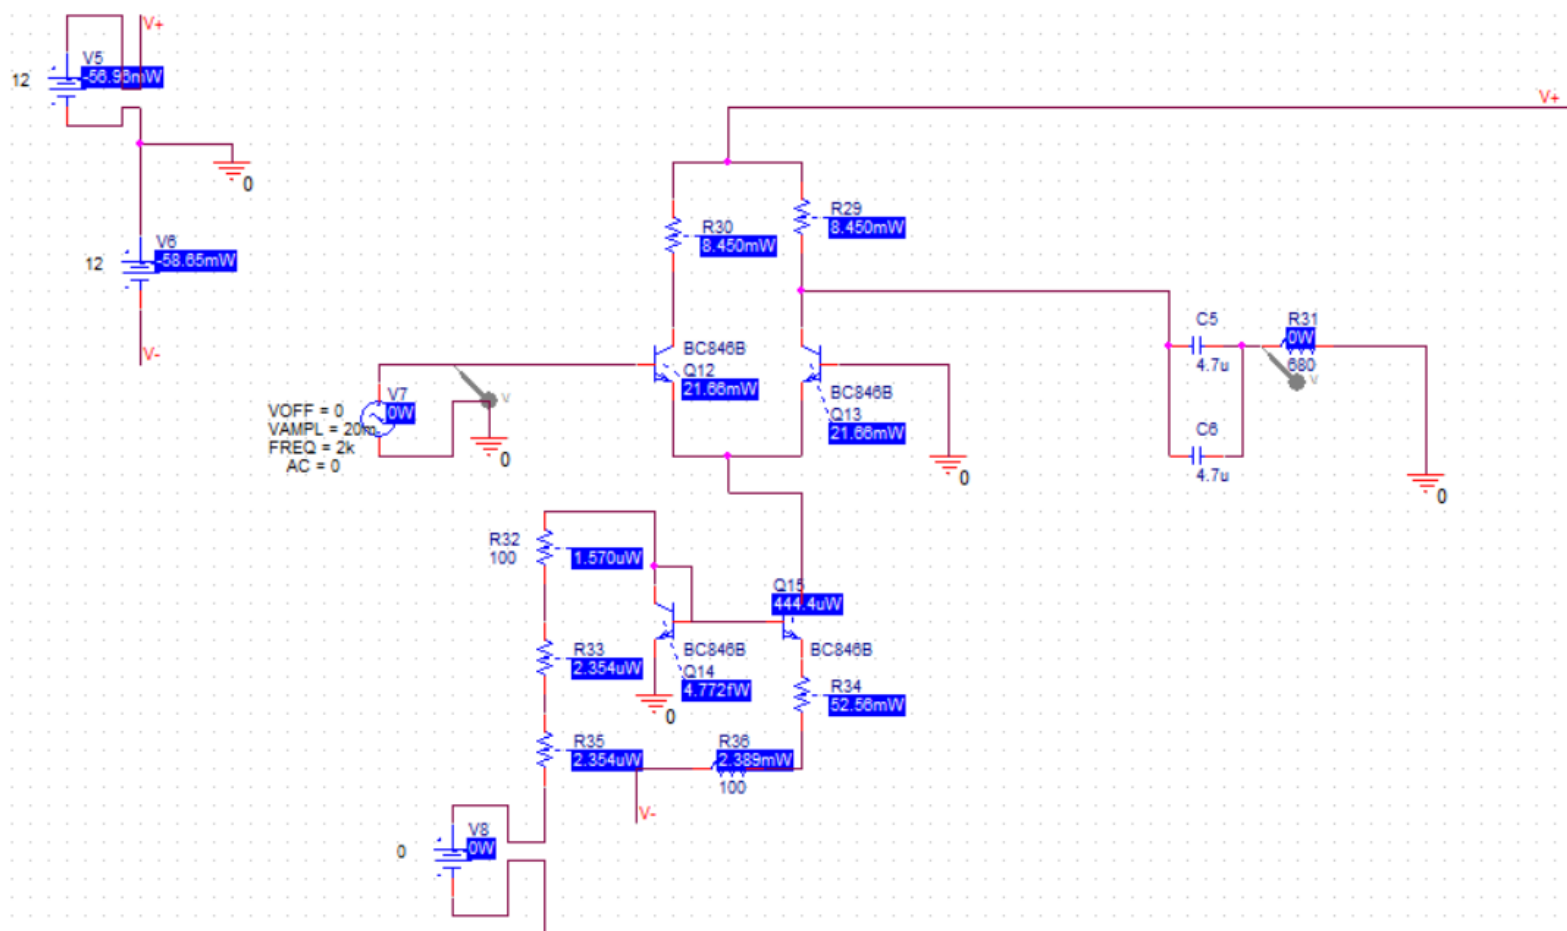 V+
V5
12
-56.96mW
V+
0
V6
12
-58.65mW
V-
R30
8.450mW
R29
8.450mW
C5
4.7u
R31
0W
680
V
BC846B
Q12
21.66mW
BC846B
Q13
21.66mW
V7
0W
V
VOFF = 0
VAMPL = 20m
FREQ = 2k
AC = 0
0
0
C6
4.7u
0
R32
100
1.570uW
Q15
444.4uW
R33
2.354uW
BC846B
Q14
4.772fW
BC846B
R34
52.56mW
0
R35
2.354uW
R36
2.389mW
100
V-
V8
0
0W